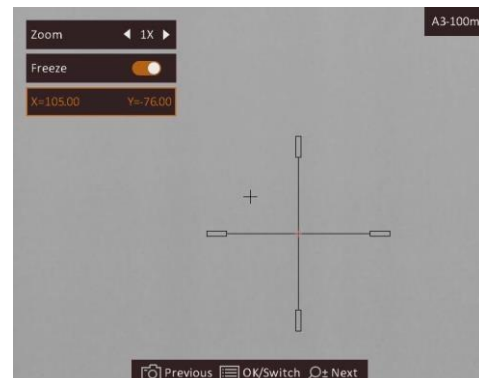 Zoom 1X
A3-100m
Freeze
X=105.00 Y=-76.00
Previous OK/Switch ± Next